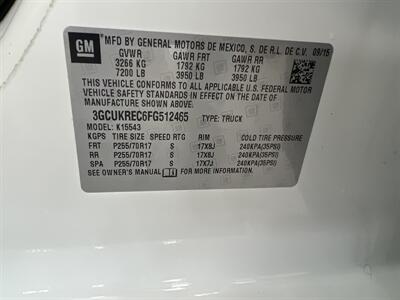 GM MFD BY GENERAL MOTORS DE MEXICO, S. DE R.L. DE C.V. 09/15
GVWR GAWR FRT GAWR RR
3266 KG 1792 KG 1792 KG
7200 LB 3950 LB 3950 LB
THIS VEHICLE CONFORMS TO ALL APPLICABLE U.S. FEDERAL MOTOR
VEHICLE SAFETY STANDARDS IN EFFECT ON THE DATE OF
MANUFACTURE SHOWN ABOVE.
3GCUKREC6FG512465 TYPE: TRUCK
MODEL: K15543
KGPS TIRE SIZE SPEED RTG RIM COLD TIRE PRESSURE
FRT P255/70R17 S 17X8J 240KPA(35PSI)
RR P255/70R17 S 17X8J 240KPA(35PSI)
SPA P255/70R17 S 17X7J 240KPA(35PSI)
SEE OWNER'S MANUAL FOR MORE INFORMATION.